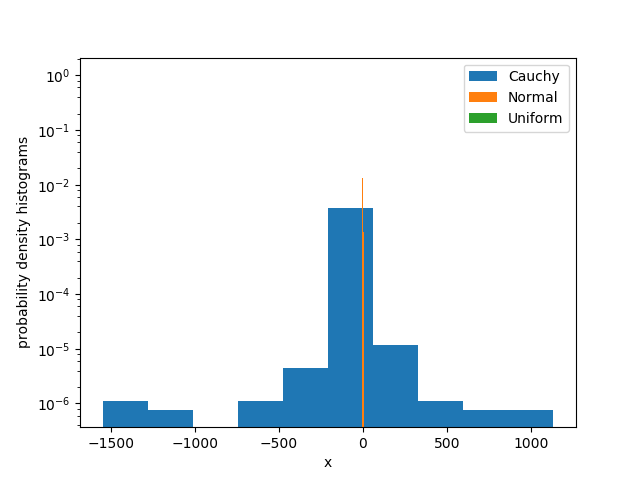 10⁰
10⁻¹
10⁻²
10⁻³
10⁻⁴
10⁻⁵
10⁻⁶
probability density histograms
Cauchy
Normal
Uniform
−1500 −1000 −500 0 500 1000
x